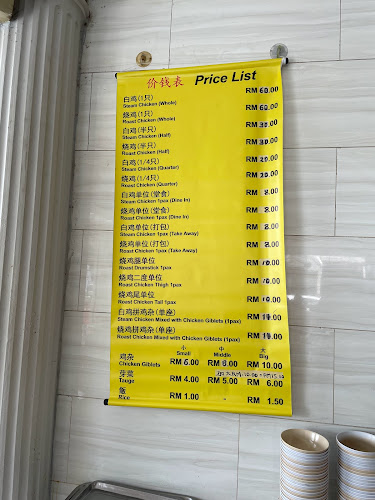 价钱表 Price List
白鸡(1只) RM 60.00
Steam Chicken (Whole)
烧鸡(1只) RM 60.00
Roast Chicken (Whole)
白鸡(半只) RM 30.00
Steam Chicken (Half)
烧鸡(半只) RM 30.00
Roast Chicken (Half)
白鸡(1/4只) RM 20.00
Steam Chicken (Quarter)
烧鸡(1/4只) RM 20.00
Roast Chicken (Quarter)
白鸡单位(堂食) RM 8.00
Steam Chicken 1pax (Dine In)
烧鸡单位(堂食) RM 8.00
Roast Chicken 1pax (Dine In)
白鸡单位(打包) RM 8.00
Steam Chicken 1pax (Take Away)
烧鸡单位(打包) RM 8.00
Roast Chicken 1pax (Take Away)
烧鸡腿单位 RM 10.00
Roast Drumstick 1pax
烧鸡二度单位 RM 10.00
Roast Chicken Thigh 1pax
烧鸡尾单位 RM 10.00
Roast Chicken Tail 1pax
白鸡拼鸡杂(单座) RM
Steam Chicken Mixed with Chicken Giblets (1pax)
烧鸡拼鸡杂(单座) RM
Roast Chicken Mixed with Chicken Giblets (1pax)
小 中 大
Small Middle Big
鸡杂 RM 6.00 RM 8.00 RM 10.00
Chicken Giblets
芽菜 RM 4.00 RM 5.00 RM 6.00
Tauge
飯 RM 1.00 RM 1.50
Rice